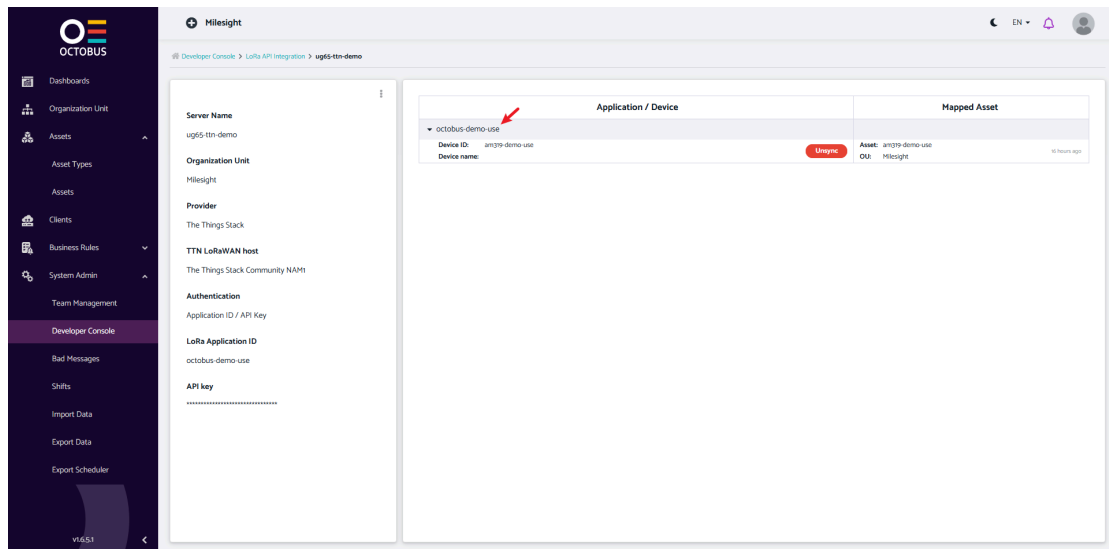 OCTOBUS
Dashboards
Organization Unit
Assets
Asset Types
Assets
Clients
Business Rules
System Admin
Team Management
Developer Console
Bad Messages
Shifts
Import Data
Export Data
Export Scheduler
v1.6.5.1
Milesight
EN
Developer Console > LoRa API Integration > ug65-ttn-demo
Server Name
ug65-ttn-demo
Organization Unit
Milesight
Provider
The Things Stack
TTN LoRaWAN host
The Things Stack Community NAM1
Authentication
Application ID / API Key
LoRa Application ID
octobus-demo-use
API key
********************************
Application / Device Mapped Asset
octobus-demo-use
Device ID: am319-demo-use Unsync Asset: am319-demo-use 16 hours ago
Device name: OU: Milesight